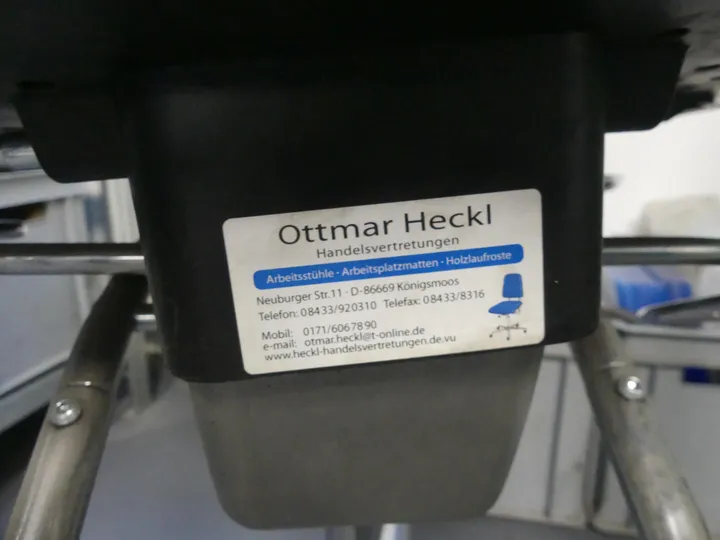 Ottmar Heckl
Handelsvertretungen
Arbeitsstühle · Arbeitsplatzmatten · Holzlaufroste
Neuburger Str.11 · D-86669 Königsmoos
Telefon: 08433/920310 Telefax: 08433/8316
Mobil: 0171/6067890
e-mail: otmar.heckl@t-online.de
www.heckl-handelsvertretungen.de.vu